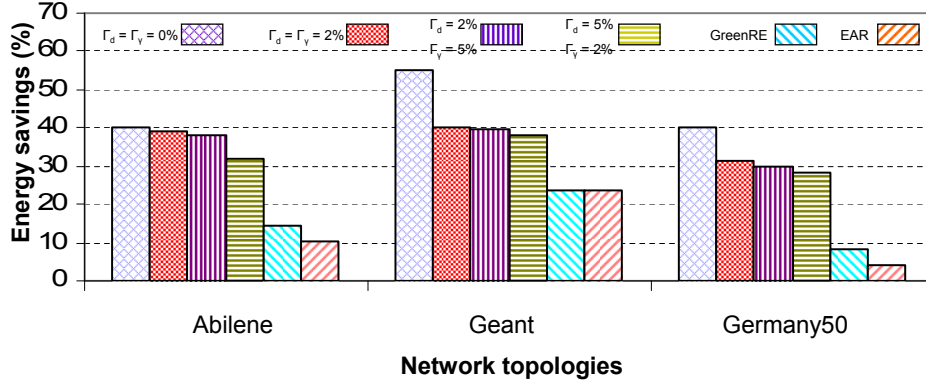 Energy savings (%)
70
60
50
40
30
20
10
0
Γd = Γγ = 0%
Γd = Γγ = 2%
Γd = 2%
Γγ = 5%
Γd = 5%
Γγ = 2%
GreenRE
EAR
Abilene
Geant
Germany50
Network topologies